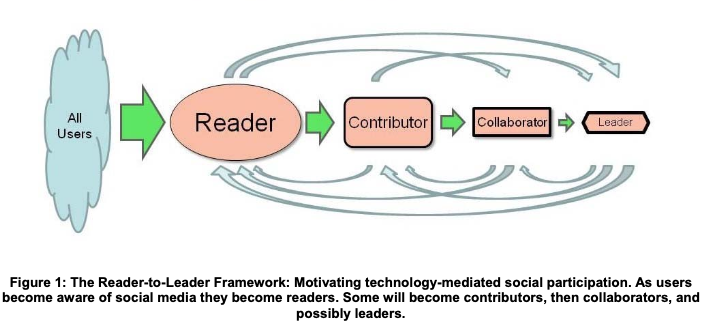 All
Users
Reader
Contributor
Collaborator
Leader
Figure 1: The Reader-to-Leader Framework: Motivating technology-mediated social participation. As users
become aware of social media they become readers. Some will become contributors, then collaborators, and
possibly leaders.